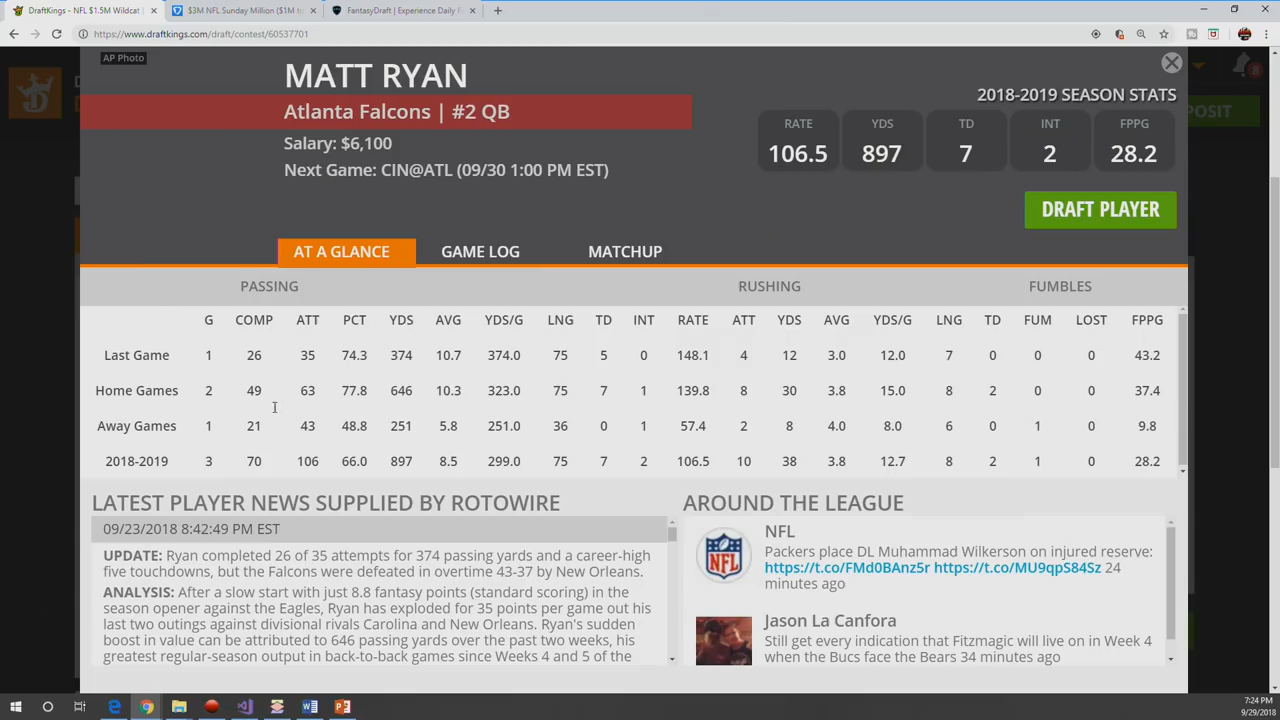 DraftKings - NFL $1.5M Wildcat
$3M NFL Sunday Million ($1M to
FantasyDraft | Experience Daily
https://www.draftkings.com/draft/contest/60537701
AP Photo
MATT RYAN
Atlanta Falcons | #2 QB
Salary: $6,100
Next Game: CIN@ATL (09/30 1:00 PM EST)
2018-2019 SEASON STATS
RATE YDS TD INT FPPG
106.5 897 7 2 28.2
DRAFT PLAYER
AT A GLANCE GAME LOG MATCHUP
PASSING RUSHING FUMBLES
G COMP ATT PCT YDS AVG YDS/G LNG TD INT RATE ATT YDS AVG YDS/G LNG TD FUM LOST FPPG
Last Game 1 26 35 74.3 374 10.7 374.0 75 5 0 148.1 4 12 3.0 12.0 7 0 0 0 43.2
Home Games 2 49 63 77.8 646 10.3 323.0 75 7 1 139.8 8 30 3.8 15.0 8 2 0 0 37.4
Away Games 1 21 43 48.8 251 5.8 251.0 36 0 1 57.4 2 8 4.0 8.0 6 0 1 0 9.8
2018-2019 3 70 106 66.0 897 8.5 299.0 75 7 2 106.5 10 38 3.8 12.7 8 2 1 0 28.2
LATEST PLAYER NEWS SUPPLIED BY ROTOWIRE
09/23/2018 8:42:49 PM EST
UPDATE: Ryan completed 26 of 35 attempts for 374 passing yards and a career-high
five touchdowns, but the Falcons were defeated in overtime 43-37 by New Orleans.
ANALYSIS: After a slow start with just 8.8 fantasy points (standard scoring) in the
season opener against the Eagles, Ryan has exploded for 35 points per game out his
last two outings against divisional rivals Carolina and New Orleans. Ryan's sudden
boost in value can be attributed to 646 passing yards over the past two weeks, his
greatest regular-season output in back-to-back games since Weeks 4 and 5 of the
AROUND THE LEAGUE
NFL
Packers place DL Muhammad Wilkerson on injured reserve:
https://t.co/FMd0BAnz5r https://t.co/MU9qpS84Sz 24
minutes ago
Jason La Canfora
Still get every indication that Fitzmagic will live on in Week 4
when the Bucs face the Bears 34 minutes ago
7:24 PM
9/29/2018